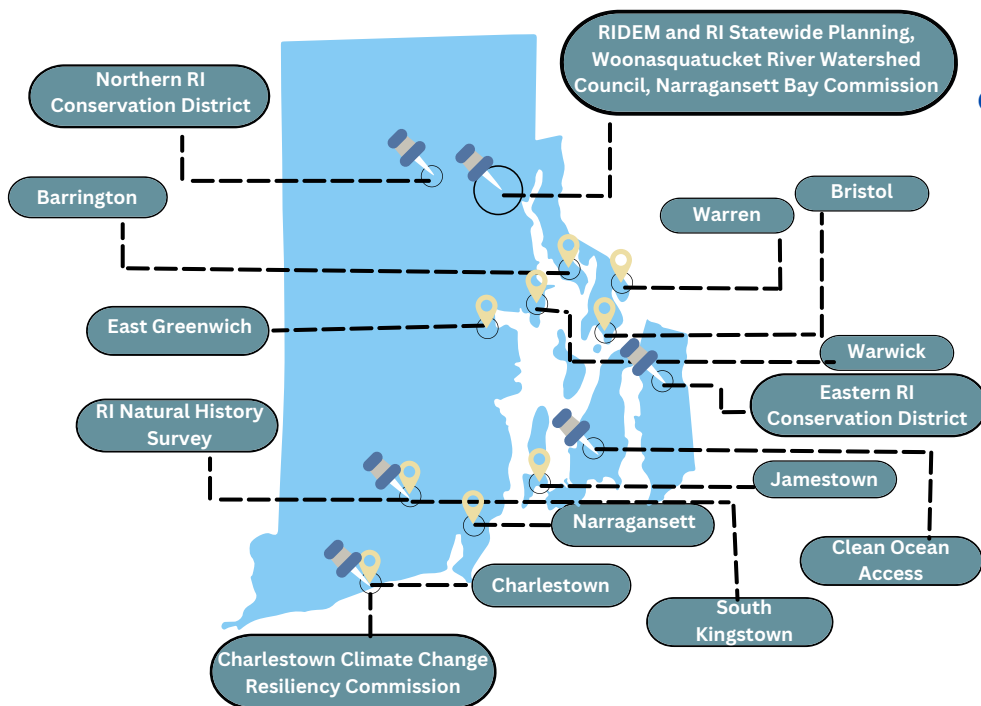 RIDEM and RI Statewide Planning,
Woonasquatucket River Watershed
Council, Narragansett Bay Commission
Northern RI
Conservation District
Barrington
Bristol
Warren
East Greenwich
Warwick
Eastern RI
Conservation District
RI Natural History
Survey
Jamestown
Narragansett
Clean Ocean
Access
Charlestown
South
Kingstown
Charlestown Climate Change
Resiliency Commission